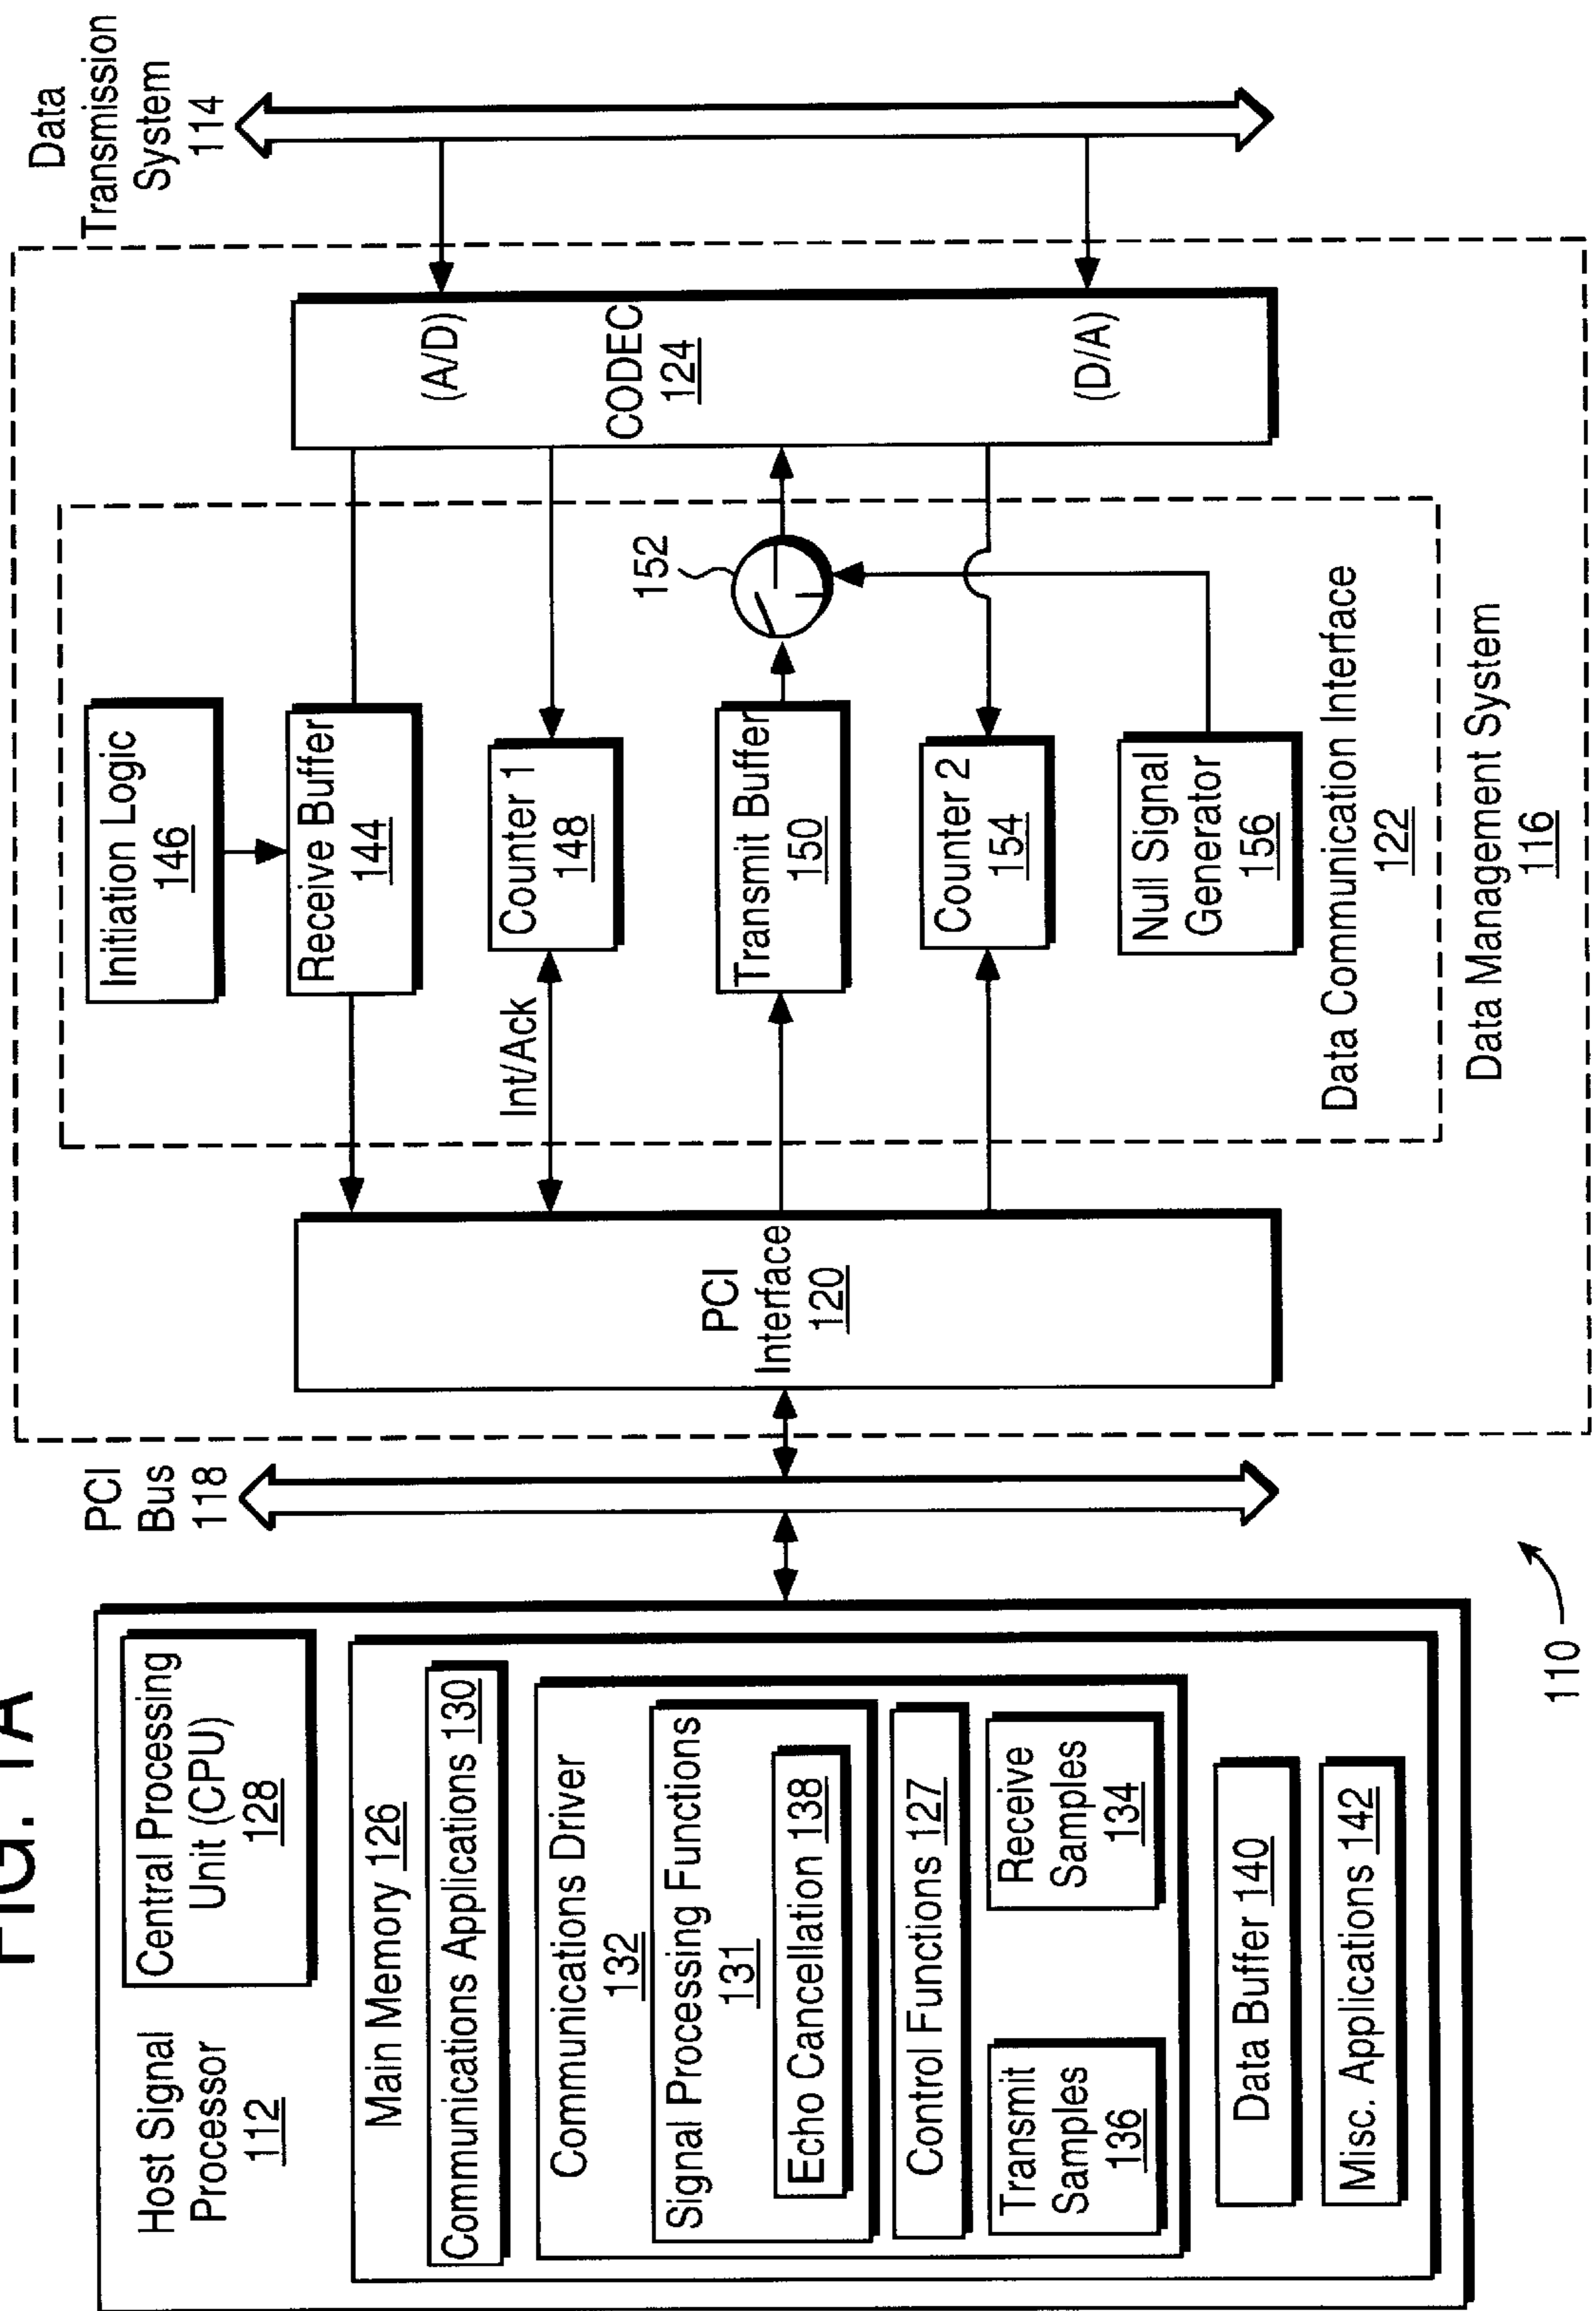 FIG. 1A
Host Signal
Processor
112
Central Processing
Unit (CPU)
128
Main Memory 126
Communications Applications 130
Communications Driver
132
Signal Processing Functions
131
Echo Cancellation 138
Control Functions 127
Transmit
Samples
136
Receive
Samples
134
Data Buffer 140
Misc. Applications 142
110
PCI
Bus
118
PCI
Interface
120
Initiation Logic
146
Receive Buffer
144
Int/Ack
Counter 1
148
Transmit Buffer
150
152
Counter 2
154
Null Signal
Generator
156
Data Communication Interface
122
Data Management System
116
(A/D)
CODEC
124
(D/A)
Data
Transmission
System
114